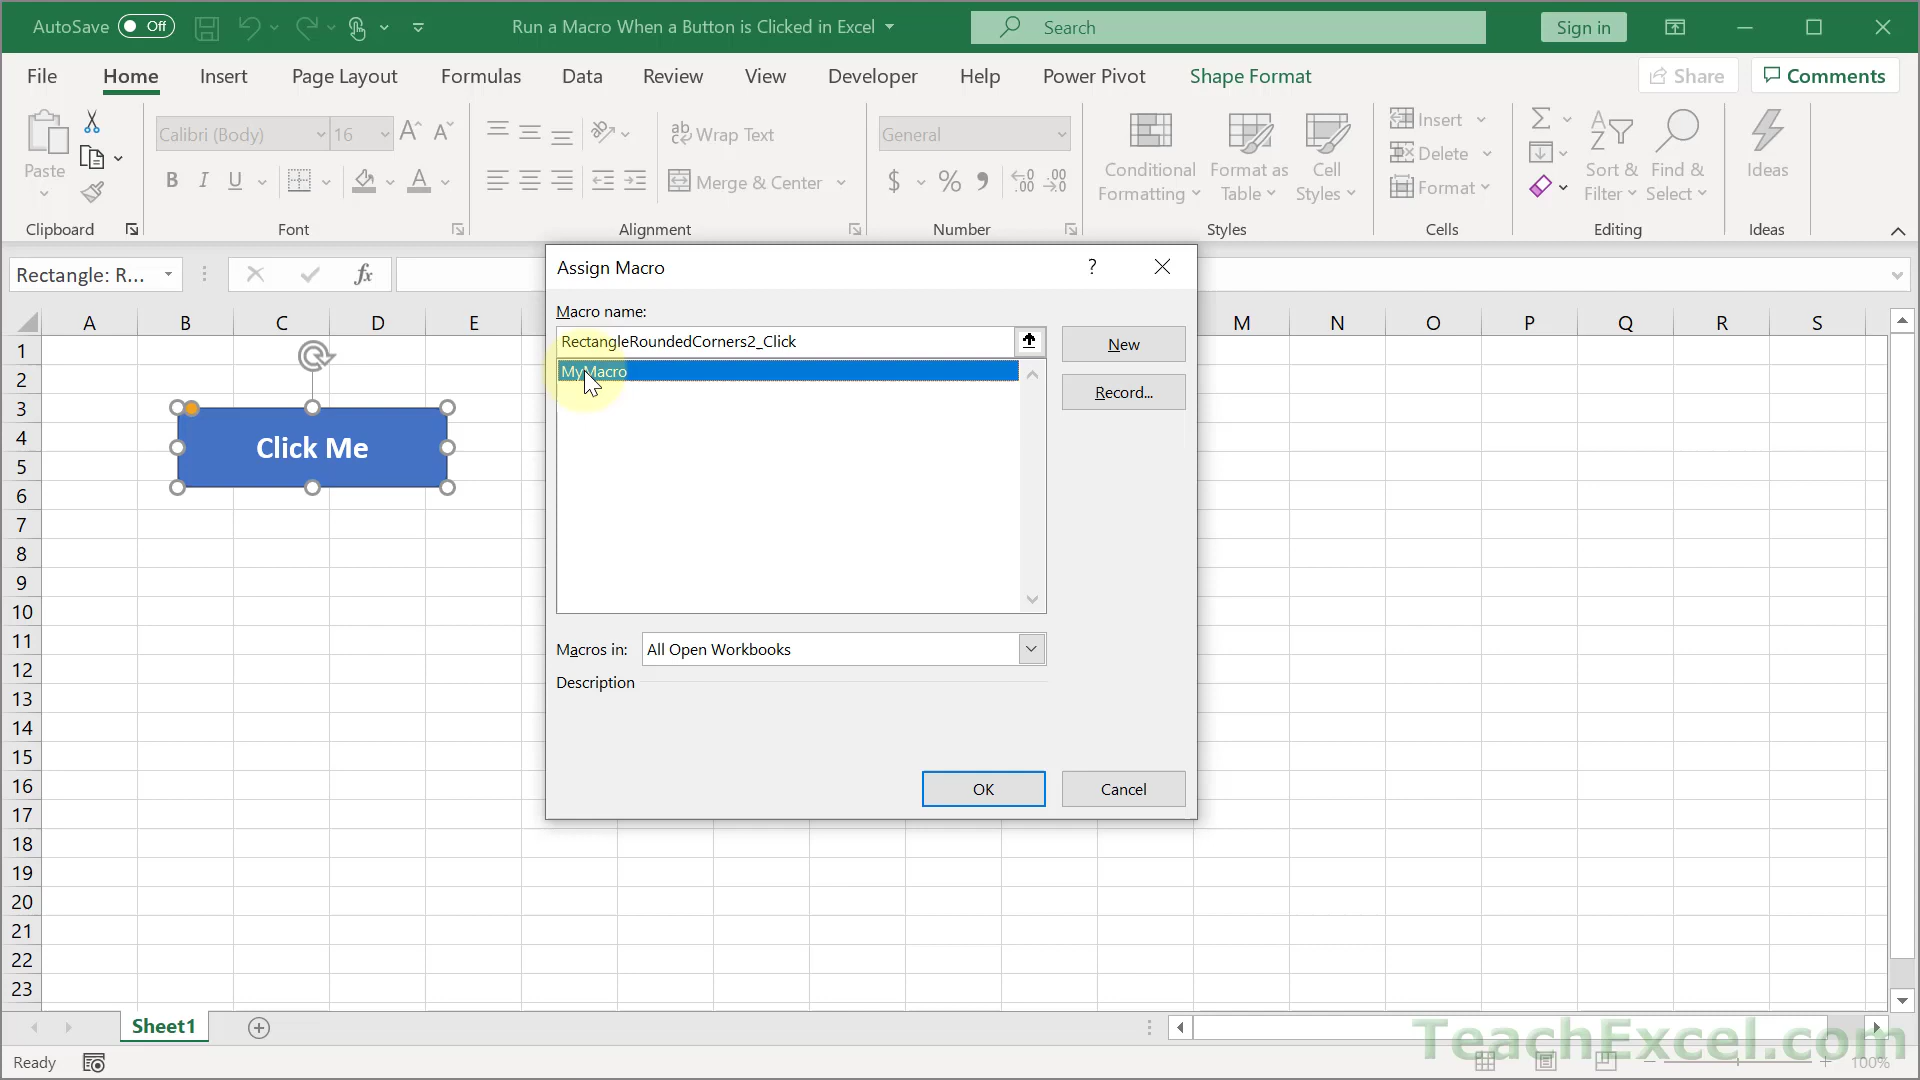 AutoSave Off
Run a Macro When a Button is Clicked in Excel
Search
Sign in
File Home Insert Page Layout Formulas Data Review View Developer Help Power Pivot Shape Format
Share Comments
Paste
Calibri (Body) 16
A A
B I U A
ab Wrap Text
Merge & Center
General
$ % 9 .00 .00
Conditional Formatting
Format as Table
Cell Styles
Insert
Delete
Format
Sort & Filter
Find & Select
Ideas
Clipboard Font Alignment Number Styles Cells Editing Ideas
Rectangle: R... fx
A B C D E M N O P Q R S
1
2
3
4
5
6
7
8
9
10
11
12
13
14
15
16
17
18
19
20
21
22
23
Click Me
Assign Macro ?
Macro name:
RectangleRoundedCorners2_Click
MyMacro
New
Record...
Macros in: All Open Workbooks
Description
OK Cancel
Sheet1
Ready
TeachExcel.com
100%